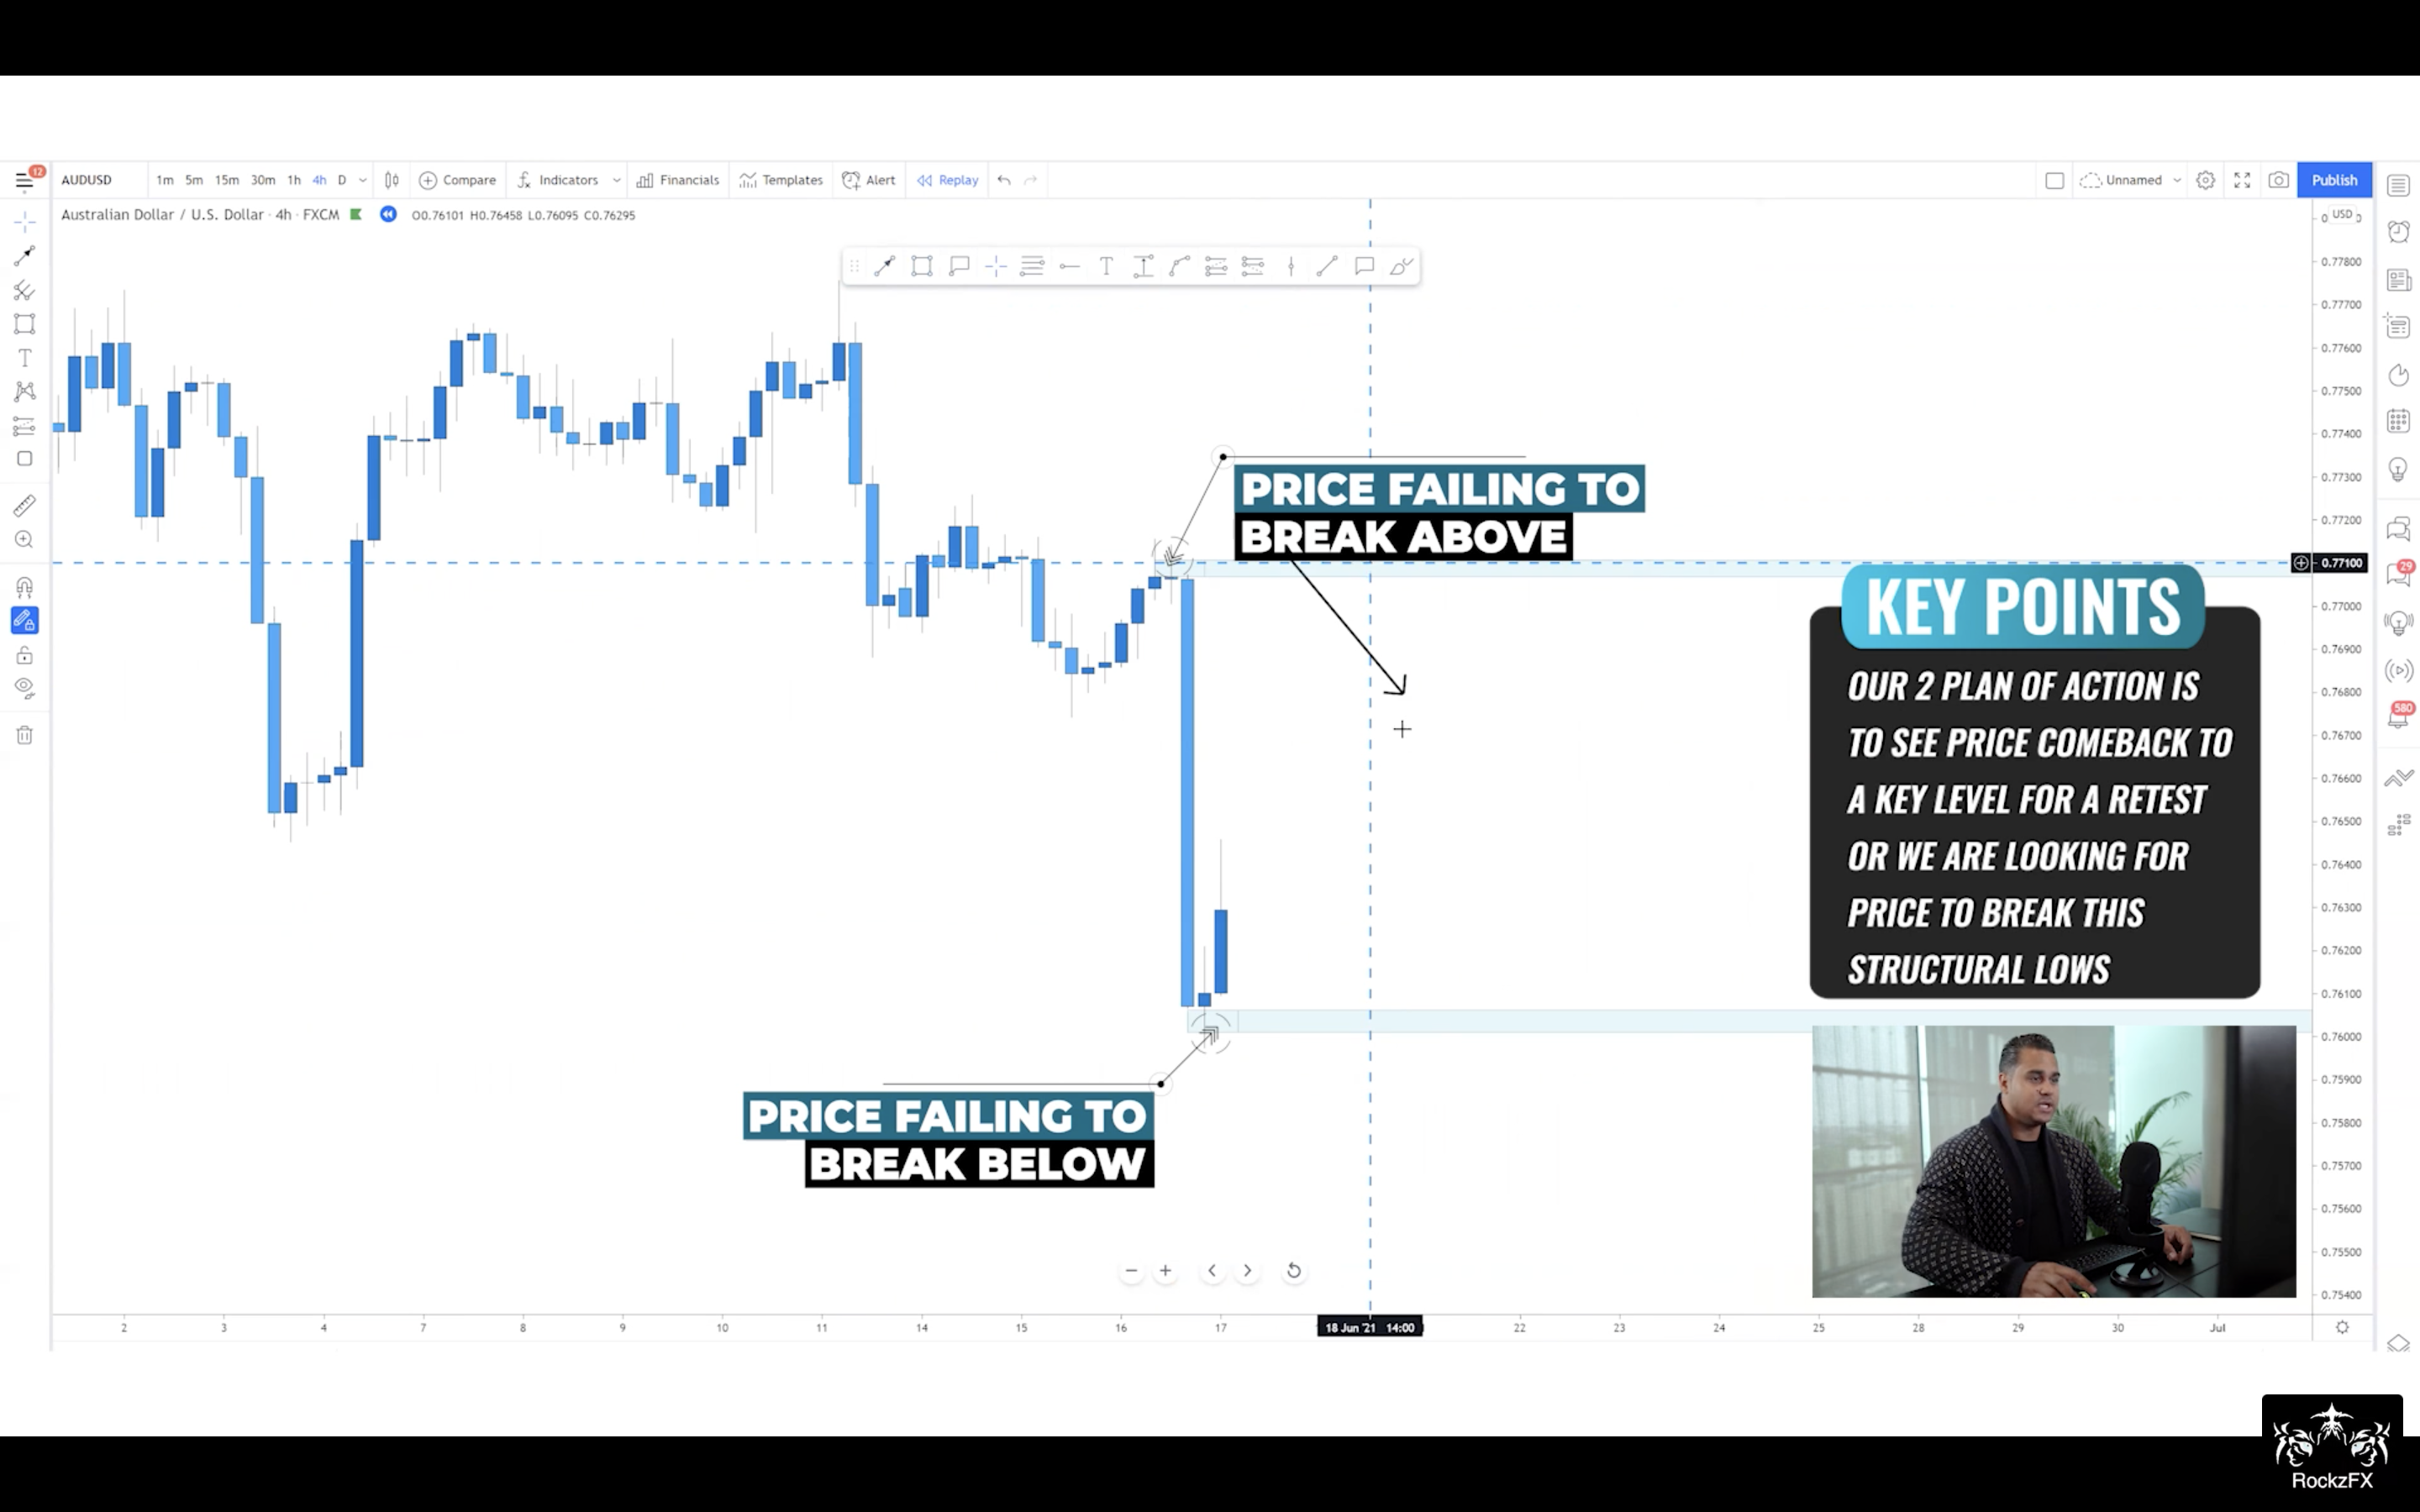 12
AUDUSD 1m 5m 15m 30m 1h 4h D Compare Indicators Financials Templates Alert Replay Unnamed Publish
Australian Dollar / U.S. Dollar · 4h · FXCM O0.76101 H0.76458 L0.76095 C0.76295
USD
0.77800
0.77700
0.77600
0.77500
0.77400
0.77300
0.77200
0.77100
0.77000
0.76900
0.76800
0.76700
0.76600
0.76500
0.76400
0.76300
0.76200
0.76100
0.76000
0.75900
0.75800
0.75700
0.75600
0.75500
0.75400
PRICE FAILING TO
BREAK ABOVE
KEY POINTS
OUR 2 PLAN OF ACTION IS
TO SEE PRICE COMEBACK TO
A KEY LEVEL FOR A RETEST
OR WE ARE LOOKING FOR
PRICE TO BREAK THIS
STRUCTURAL LOWS
PRICE FAILING TO
BREAK BELOW
29
580
2 3 4 7 8 9 10 11 14 15 16 17 18 Jun '21 14:00 22 23 24 25 28 29 30 Jul
RockzFX